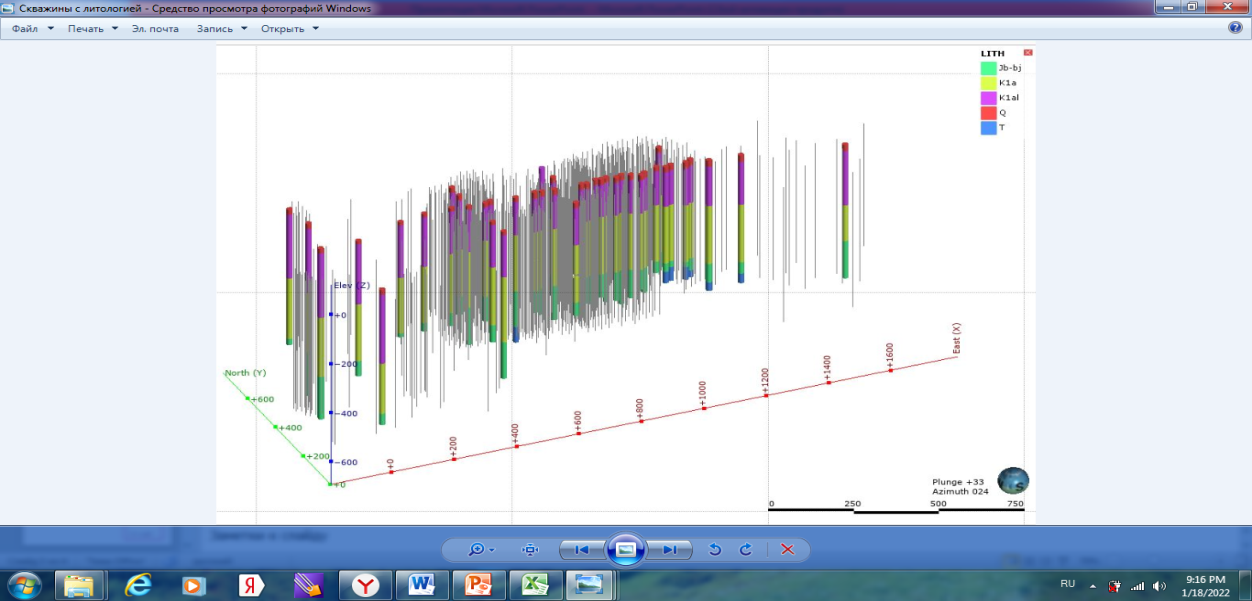 Скважины с литологией - Средство просмотра фотографий Windows
Файл Печать Эл. почта Запись Открыть
LITH
Jb-bj
K1a
K1al
Q
T
Elev (Z)
+0
−200
−400
−600
North (Y)
+600
+400
+200
+0
+0
+200
+400
+600
+800
+1000
+1200
+1400
+1600
East (X)
Plunge +33
Azimuth 024
0 250 500 750
S
Заметки к слайду
RU
9:16 PM
1/18/2022